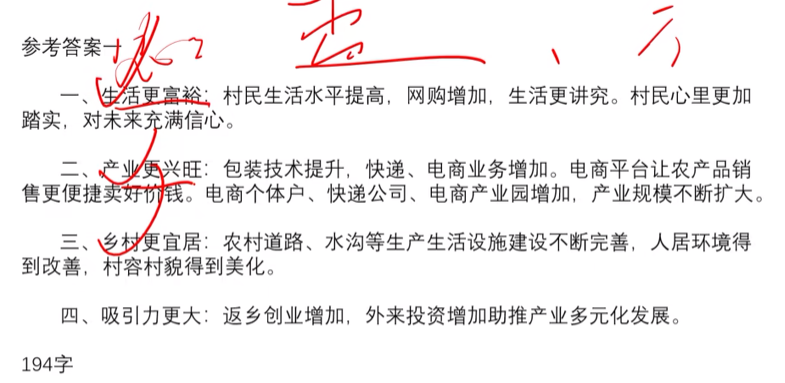 参考答案一
一、生活更富裕：村民生活水平提高，网购增加，生活更讲究。村民心里更加
踏实，对未来充满信心。
二、产业更兴旺：包装技术提升，快递、电商业务增加。电商平台让农产品销
售更便捷卖好价钱。电商个体户、快递公司、电商产业园增加，产业规模不断扩大。
三、乡村更宜居：农村道路、水沟等生产生活设施建设不断完善，人居环境得
到改善，村容村貌得到美化。
四、吸引力更大：返乡创业增加，外来投资增加助推产业多元化发展。
194字